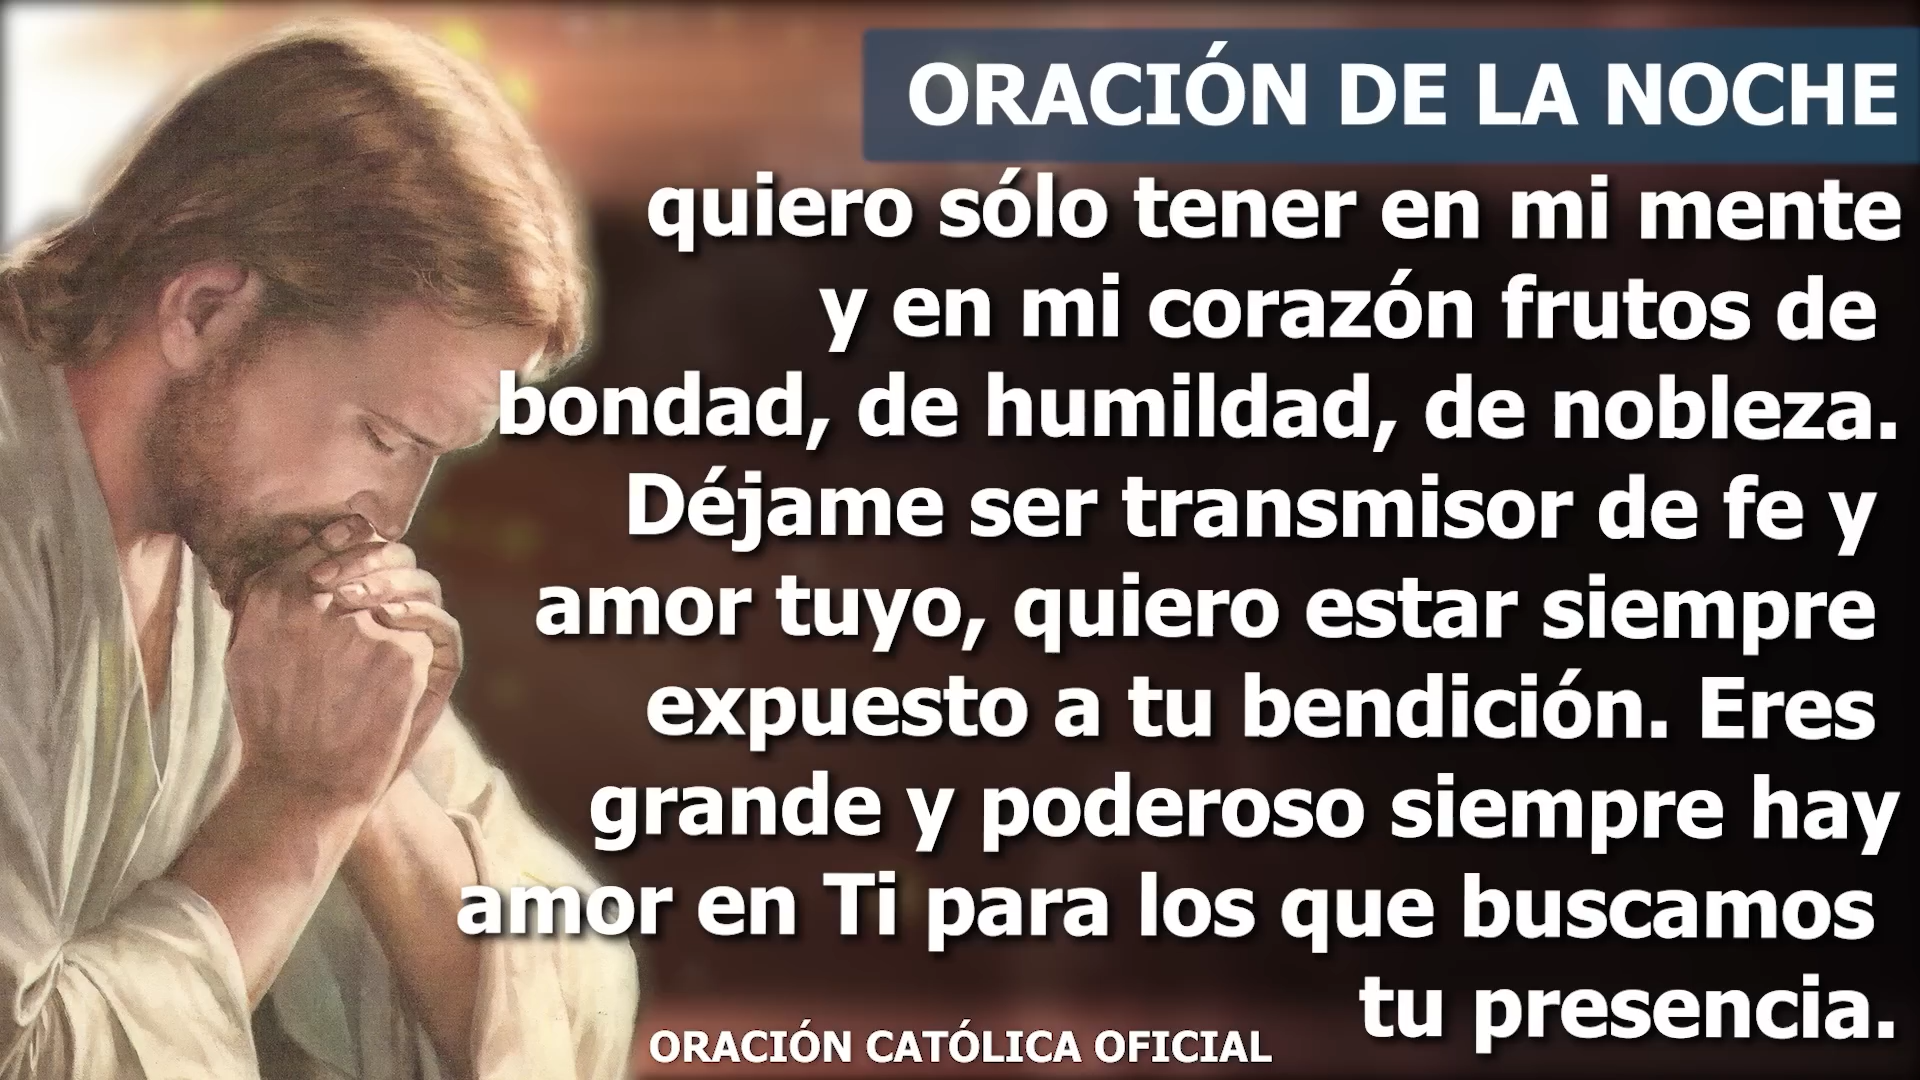 ORACIÓN DE LA NOCHE
quiero sólo tener en mi mente
y en mi corazón frutos de
bondad, de humildad, de nobleza.
Déjame ser transmisor de fe y
amor tuyo, quiero estar siempre
expuesto a tu bendición. Eres
grande y poderoso siempre hay
amor en Ti para los que buscamos
tu presencia.
ORACIÓN CATÓLICA OFICIAL